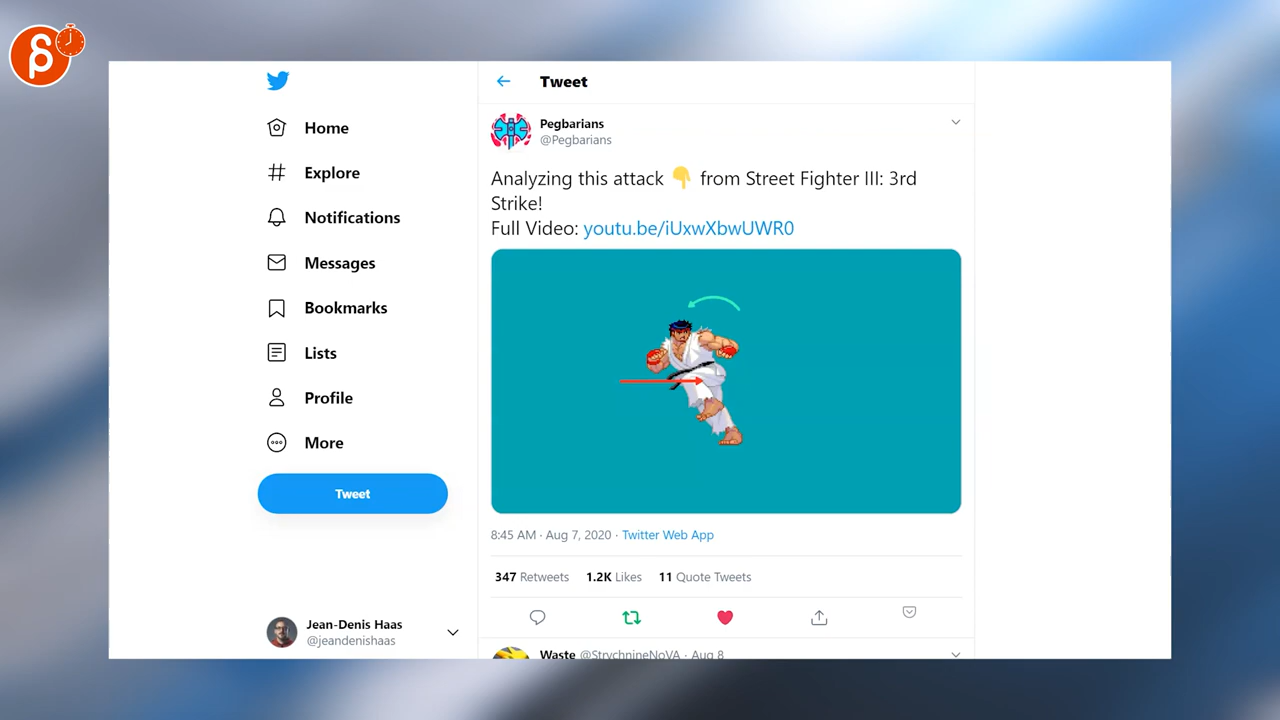 Tweet
Home
Explore
Notifications
Messages
Bookmarks
Lists
Profile
More
Tweet
Jean-Denis Haas
@jeandenishaas
Pegbarians
@Pegbarians
Analyzing this attack 👇 from Street Fighter III: 3rd
Strike!
Full Video: youtu.be/iUxwXbwUWR0
8:45 AM · Aug 7, 2020 · Twitter Web App
347 Retweets 1.2K Likes 11 Quote Tweets
Waste @StrychnineNoVA · Aug 8